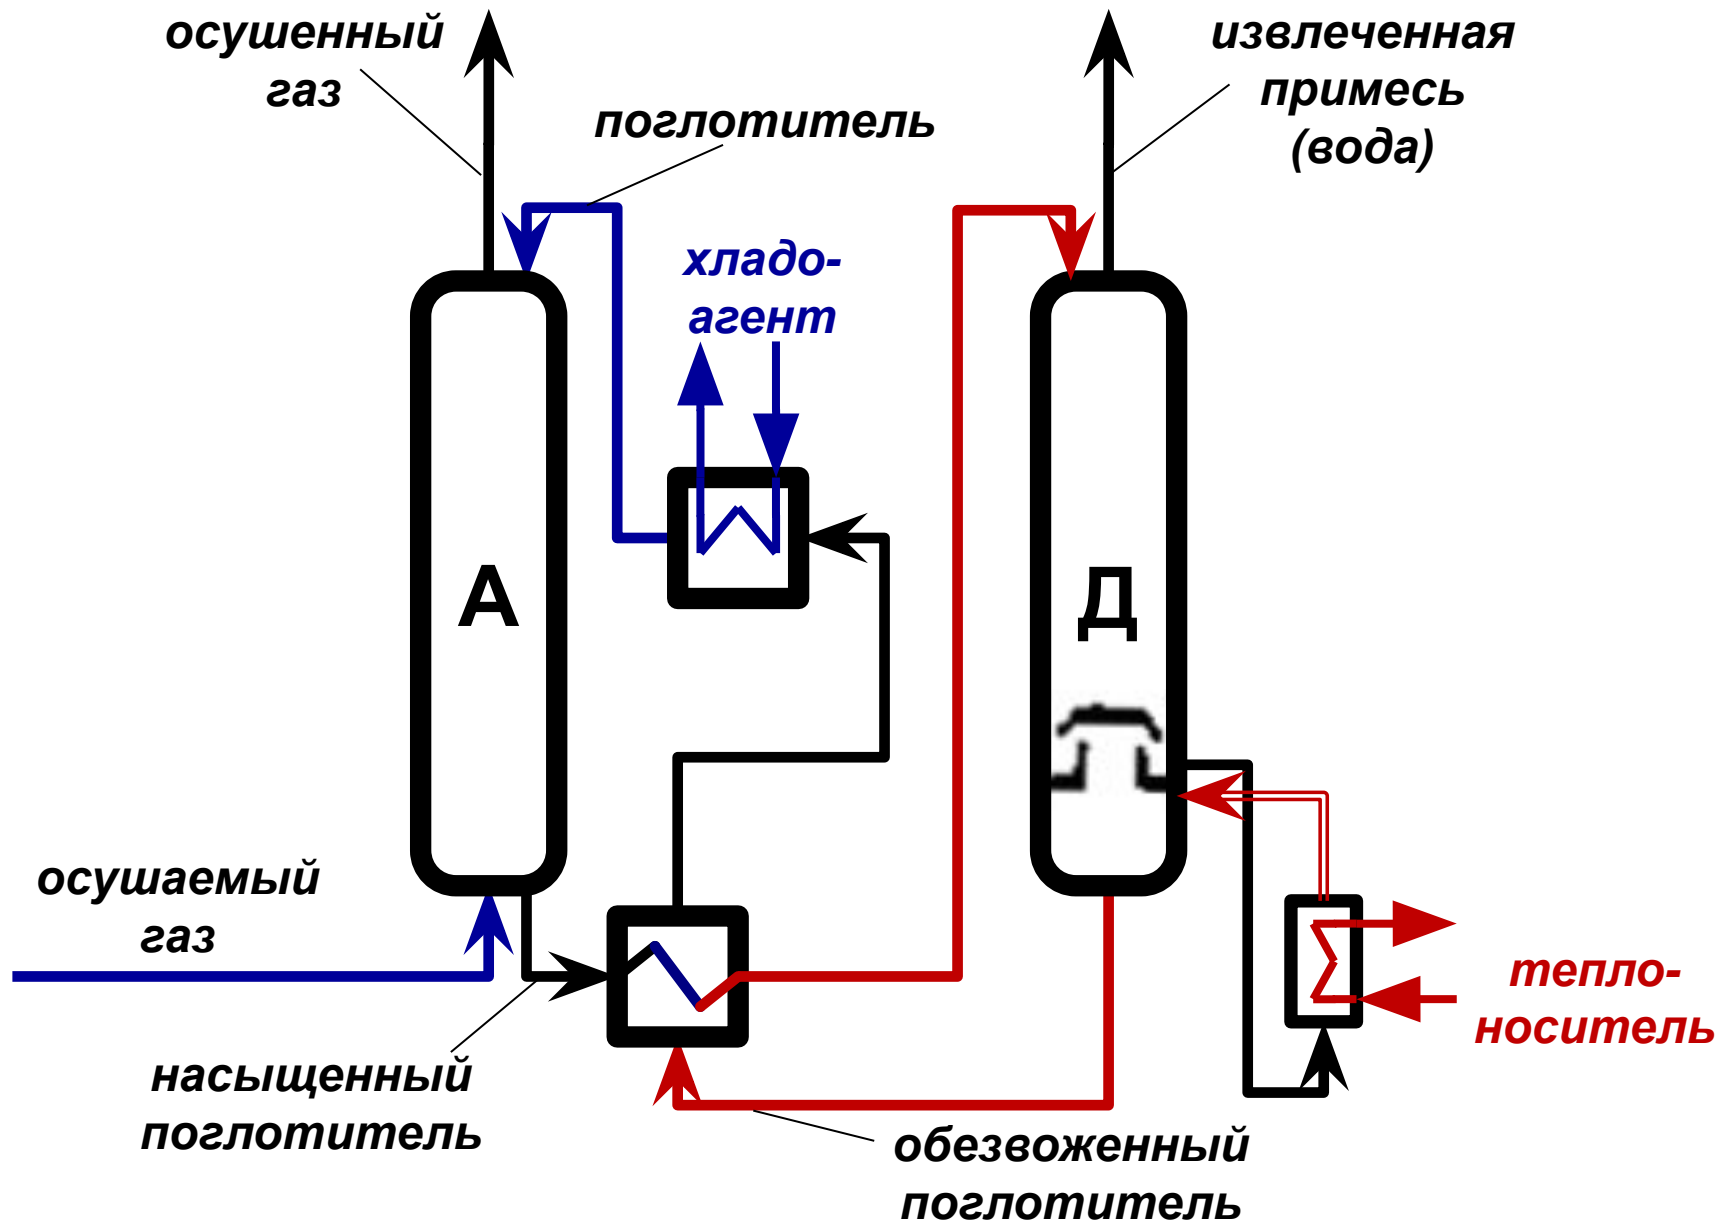 осушенный
газ
поглотитель
извлеченная
примесь
(вода)
хладо-
агент
А
Д
осушаемый
газ
насыщенный
поглотитель
тепло-
носитель
обезвоженный
поглотитель